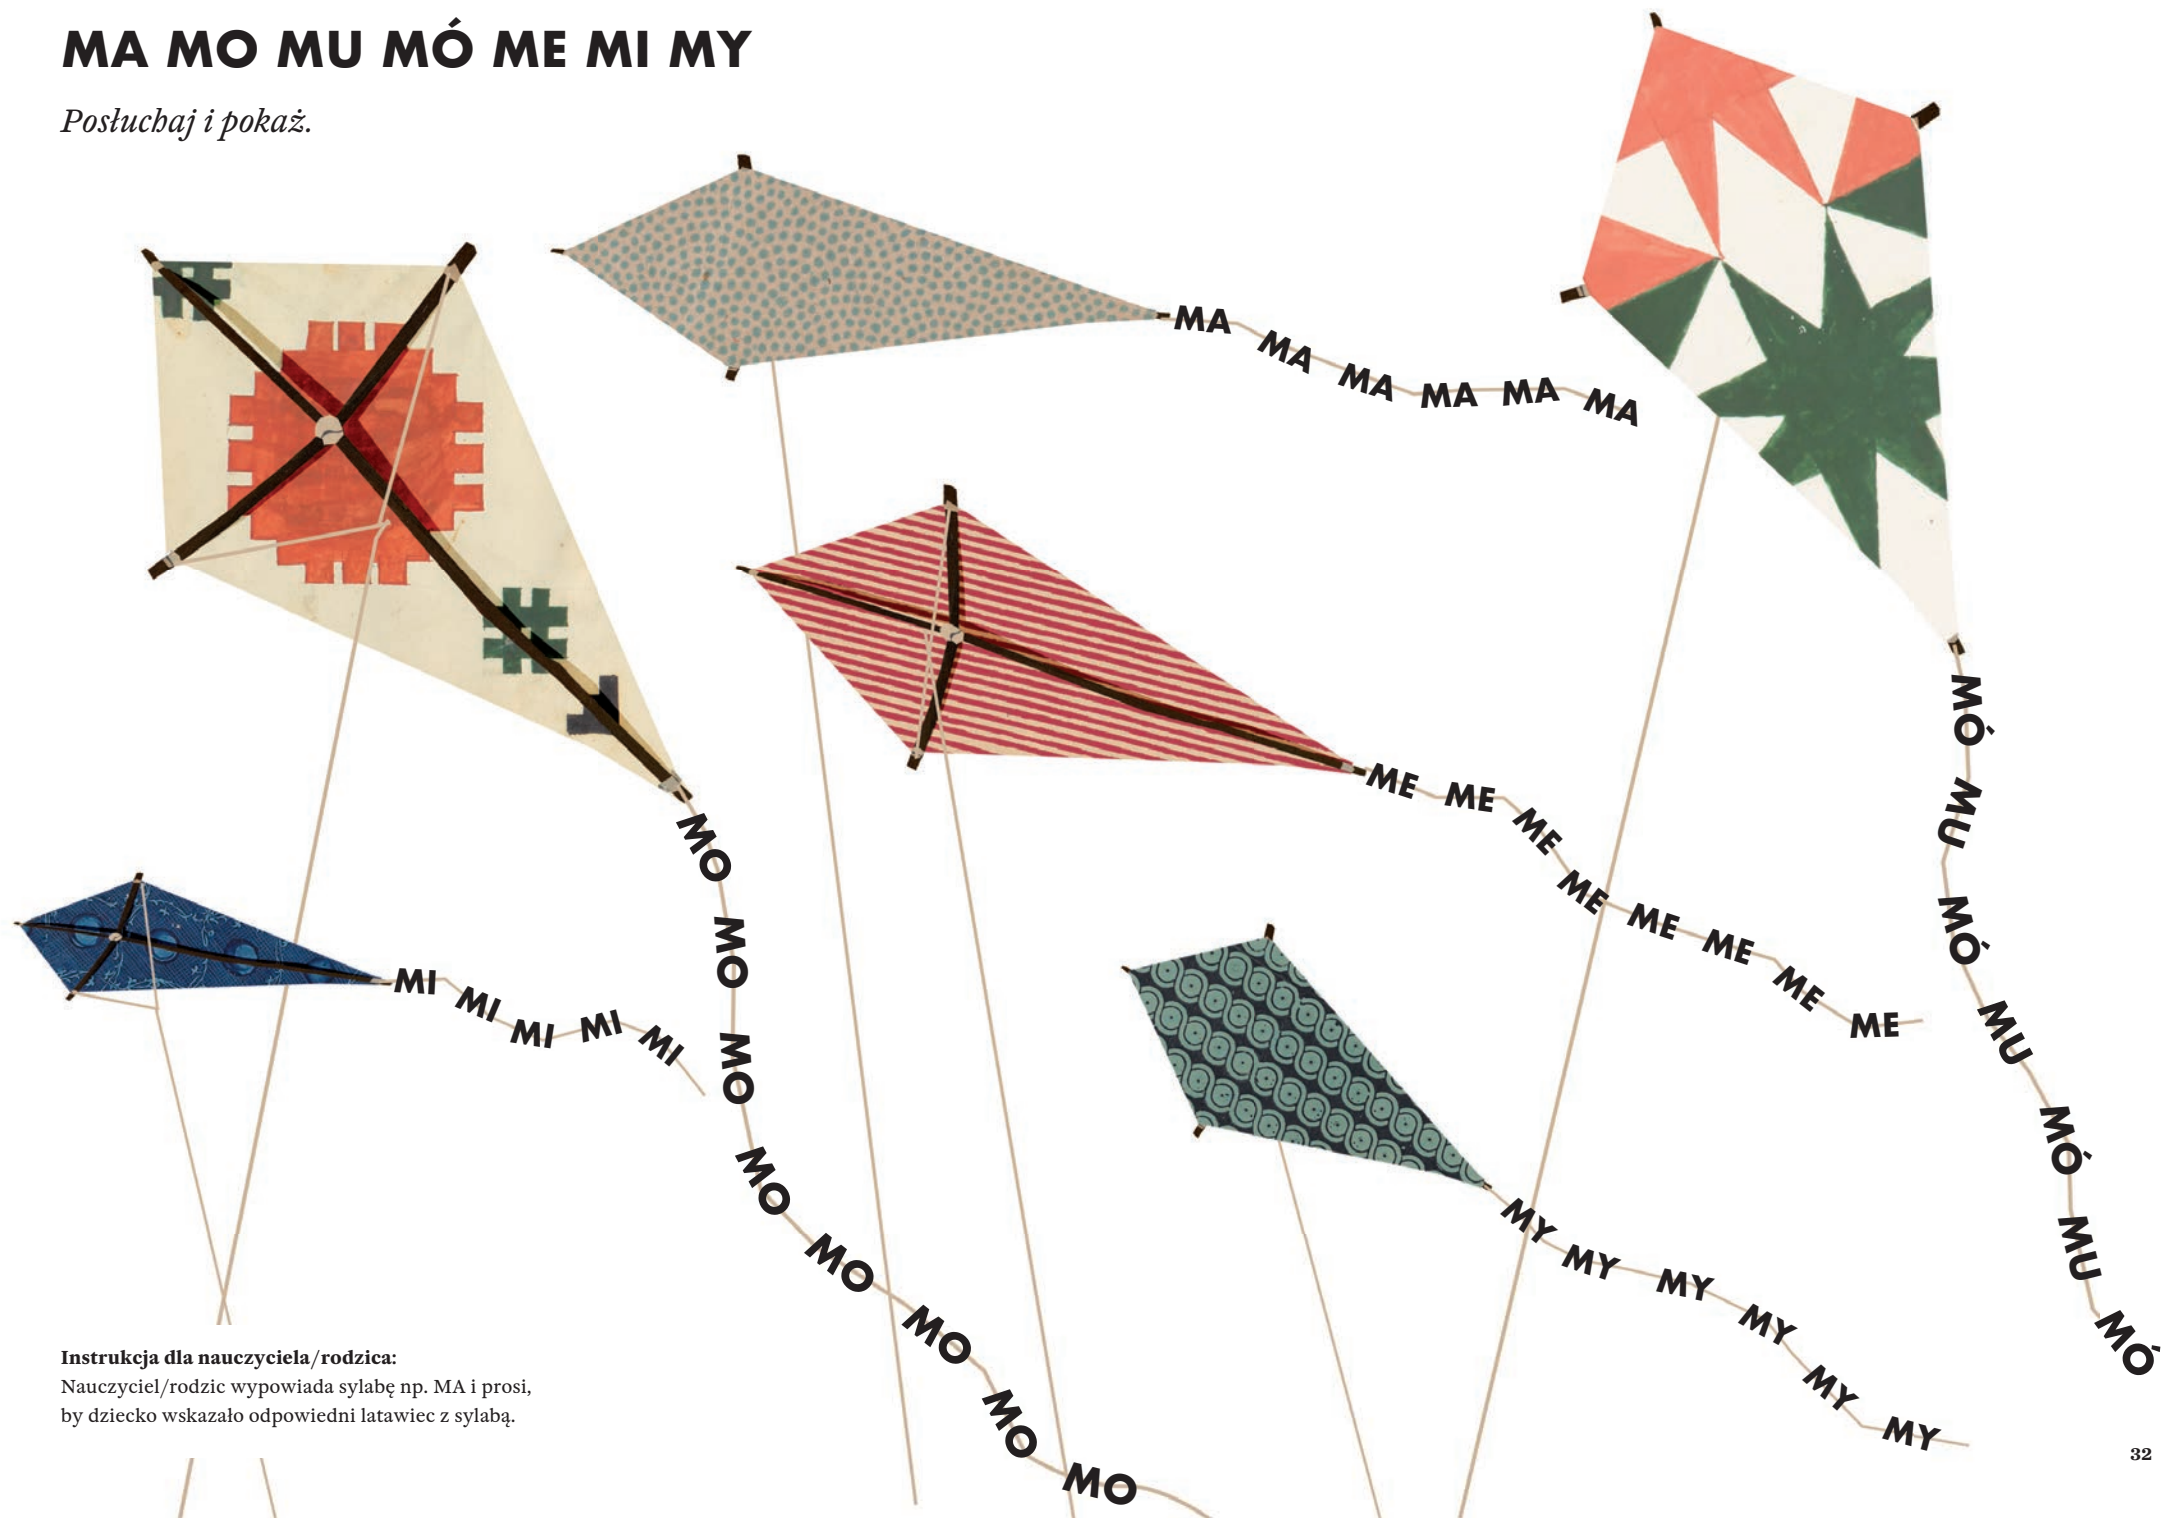 MA MO MU MÓ ME MI MY
Posłuchaj i pokaż.
MA MA MA MA MA MA
MO MO MO MO MO MO MO MO
ME ME ME ME ME ME ME ME
MÓ MU MÓ MU MÓ MU MÓ
MI MI MI MI MI
MY MY MY MY MY MY
Instrukcja dla nauczyciela/rodzica:
Nauczyciel/rodzic wypowiada sylabę np. MA i prosi,
by dziecko wskazało odpowiedni latawiec z sylabą.
32